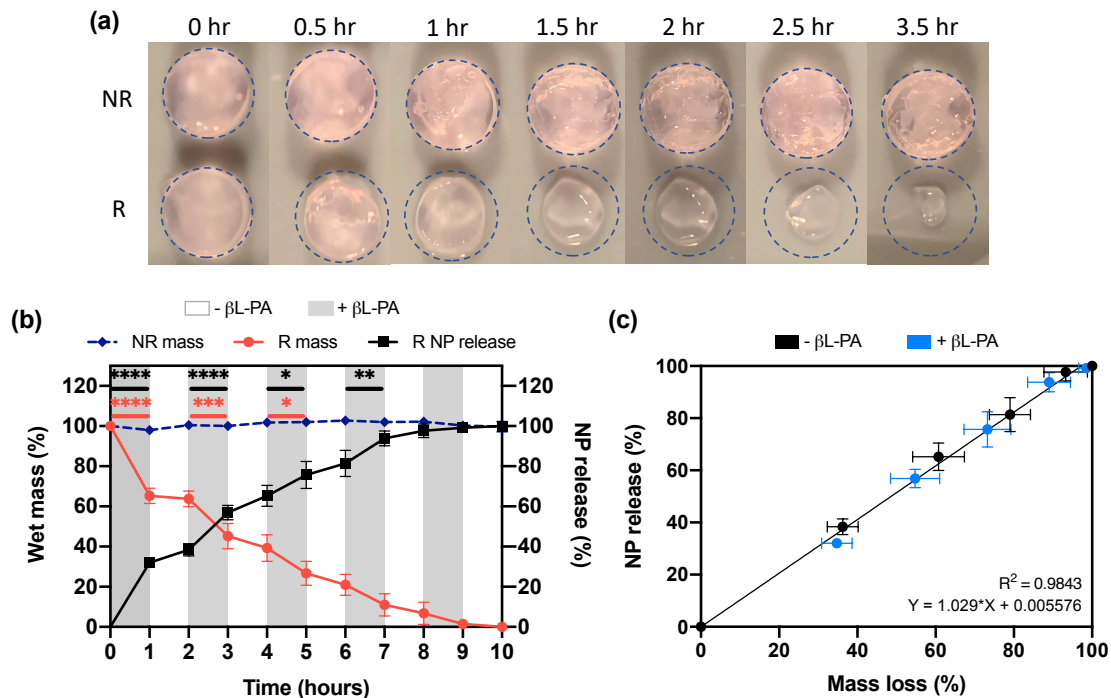 (a)
0 hr 0.5 hr 1 hr 1.5 hr 2 hr 2.5 hr 3.5 hr
NR
R
(b)
- βL-PA + βL-PA
NR mass R mass R NP release
**** **** * **
**** *** *
Wet mass (%)
120
100
80
60
40
20
0
120
100
80
60
40
20
0
NP release (%)
0 1 2 3 4 5 6 7 8 9 10
Time (hours)
(c)
- βL-PA + βL-PA
NP release (%)
100
80
60
40
20
0
R² = 0.9843
Y = 1.029*X + 0.005576
0 20 40 60 80 100
Mass loss (%)